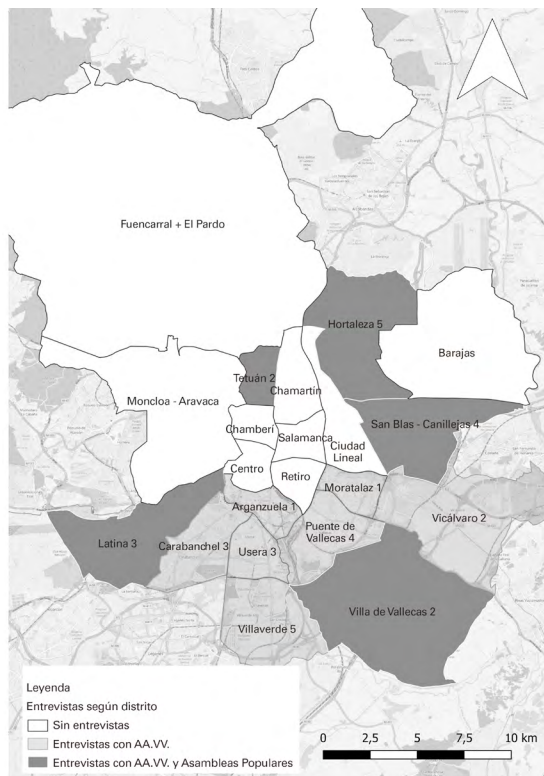 Fuencarral + El Pardo
Hortaleza 5
Barajas
Tetuán 2
Chamartín
Moncloa - Aravaca
San Blas - Canillejas 4
Chamberí
Salamanca
Ciudad
Lineal
Centro
Retiro
Moratalaz 1
Arganzuela 1
Vicálvaro 2
Puente de
Vallecas 4
Latina 3
Carabanchel 3
Usera 3
Villa de Vallecas 2
Villaverde 5
Leyenda
Entrevistas según distrito
Sin entrevistas
Entrevistas con AA.VV.
Entrevistas con AA.VV. y Asambleas Populares
0 2,5 5 7,5 10 km